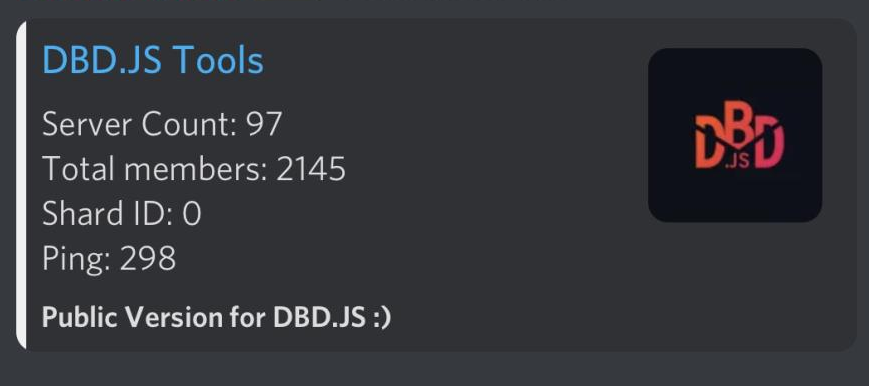 DBD.JS Tools
Server Count: 97
Total members: 2145
Shard ID: 0
Ping: 298
Public Version for DBD.JS :)
DBD
.JS